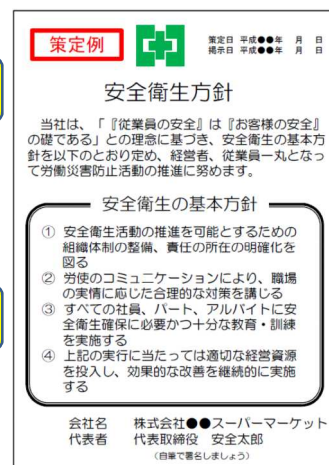 策定例
策定日 平成●●年 月 日
掲示日 平成●●年 月 日
安全衛生方針
当社は、「『従業員の安全』は『お客様の安全』
の礎である」との理念に基づき、安全衛生の基本方
針を以下のとおり定め、経営者、従業員一丸となっ
て労働災害防止活動の推進に努めます。
安全衛生の基本方針
① 安全衛生活動の推進を可能とするための
組織体制の整備、責任の所在の明確化を
図る
② 労使のコミュニケーションにより、職場
の実情に応じた合理的な対策を講じる
③ すべての社員、パート、アルバイトに安
全衛生確保に必要かつ十分な教育・訓練
を実施する
④ 上記の実行に当たっては適切な経営資源
を投入し、効果的な改善を継続的に実施
する
会社名 株式会社●●スーパーマーケット
代表者 代表取締役 安全太郎
（自筆で署名しましょう）